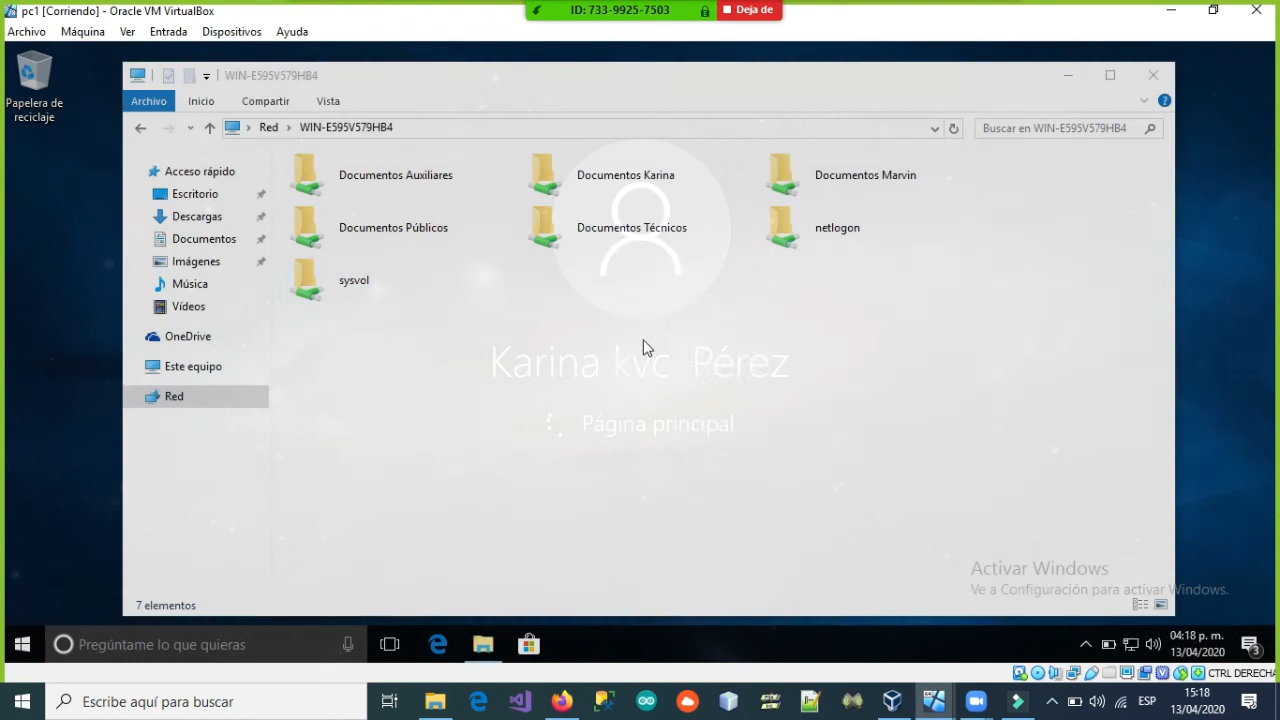 pc1 [Corriendo] - Oracle VM VirtualBox
ID: 733-9925-7503
Deja de
Archivo Máquina Ver Entrada Dispositivos Ayuda
Papelera de reciclaje
WIN-E595V579HB4
Archivo Inicio Compartir Vista
Red WIN-E595V579HB4
Buscar en WIN-E595V579HB4
Acceso rápido
Escritorio
Descargas
Documentos
Imágenes
Música
Vídeos
OneDrive
Este equipo
Red
Documentos Auxiliares
Documentos Karina
Documentos Marvin
Documentos Públicos
Documentos Técnicos
netlogon
sysvol
Karina kvc Pérez
Página principal
Activar Windows
Ve a Configuración para activar Windows.
7 elementos
Pregúntame lo que quieras
04:18 p. m.
13/04/2020
3
CTRL DERECHA
Escribe aquí para buscar
ESP
15:18
13/04/2020